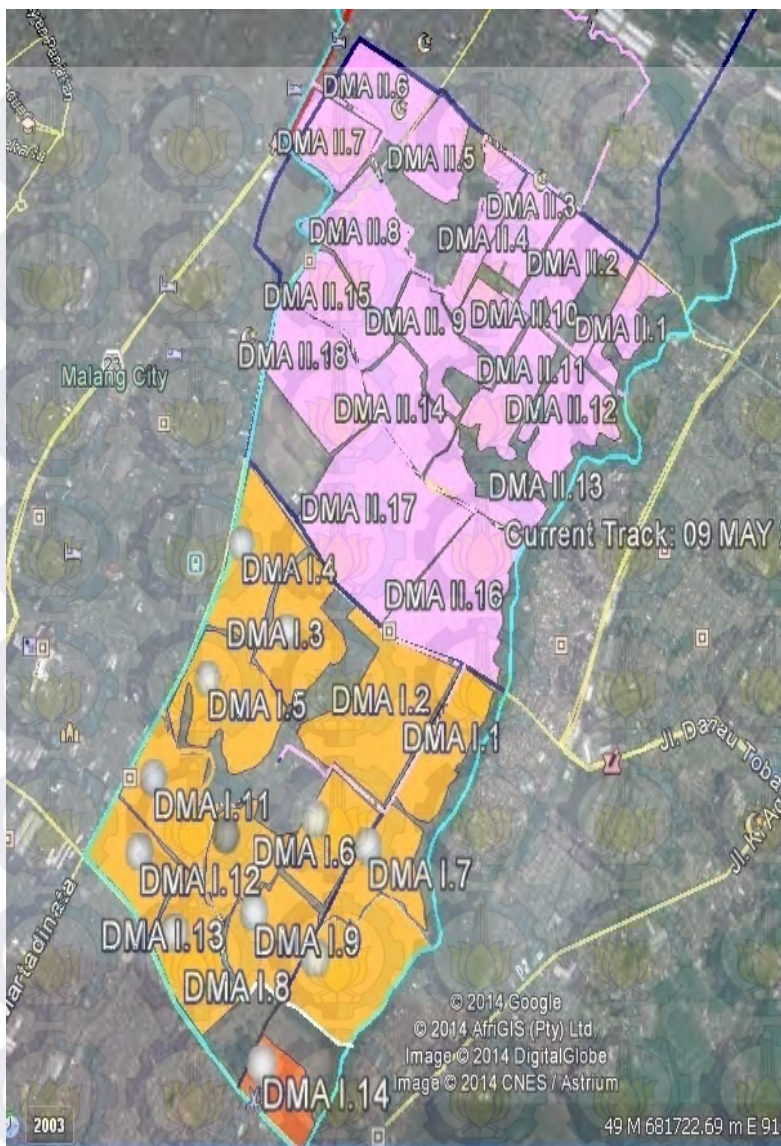 DMA II.6
DMA II.7
DMA II.5
DMA II.3
DMA II.8
DMA II.4
DMA II.2
DMA II.15
DMA II. 9
DMA II.10
DMA II.1
DMA II.18
DMA II.11
Malang City
23
DMA II.14
DMA II.12
DMA II.17
DMA II.13
Current Track: 09 MAY
DMA I.4
DMA II.16
DMA I.3
DMA I.5
DMA I.2
DMA I.1
Jl. Danau Toba
DMA I.11
DMA I.6
DMA I.7
DMA I.12
DMA I.13
DMA I.9
DMA I.8
© 2014 Google
© 2014 AfriGIS (Pty) Ltd.
Image © 2014 DigitalGlobe
Image © 2014 CNES / Astrium
DMA I.14
2003
49 M 681722.69 m E 91